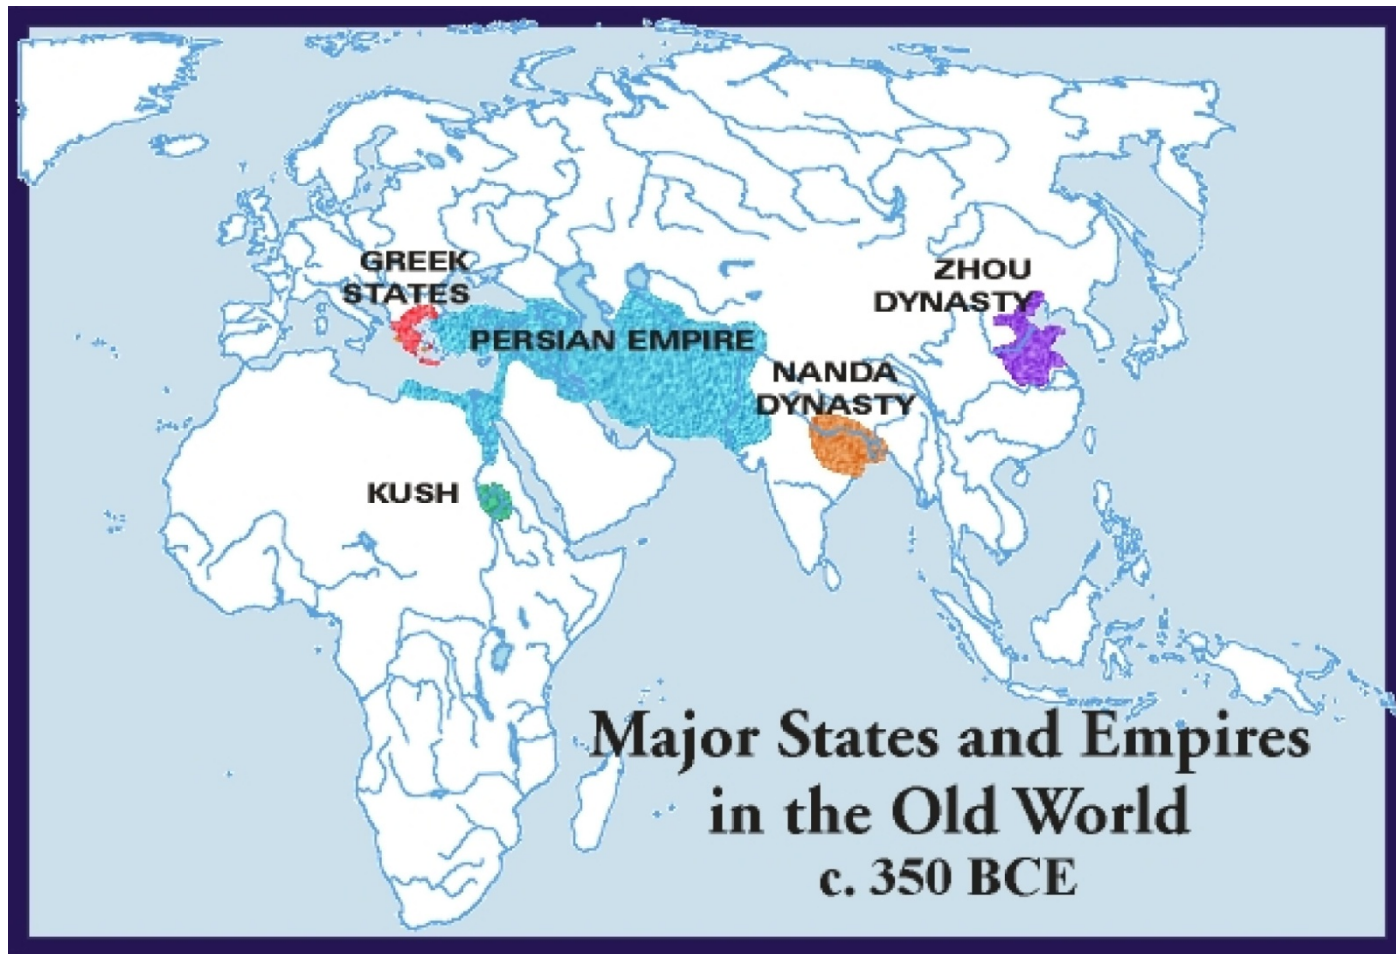 GREEK
STATES
ZHOU
DYNASTY
PERSIAN EMPIRE
NANDA
DYNASTY
KUSH
Major States and Empires
in the Old World
c. 350 BCE